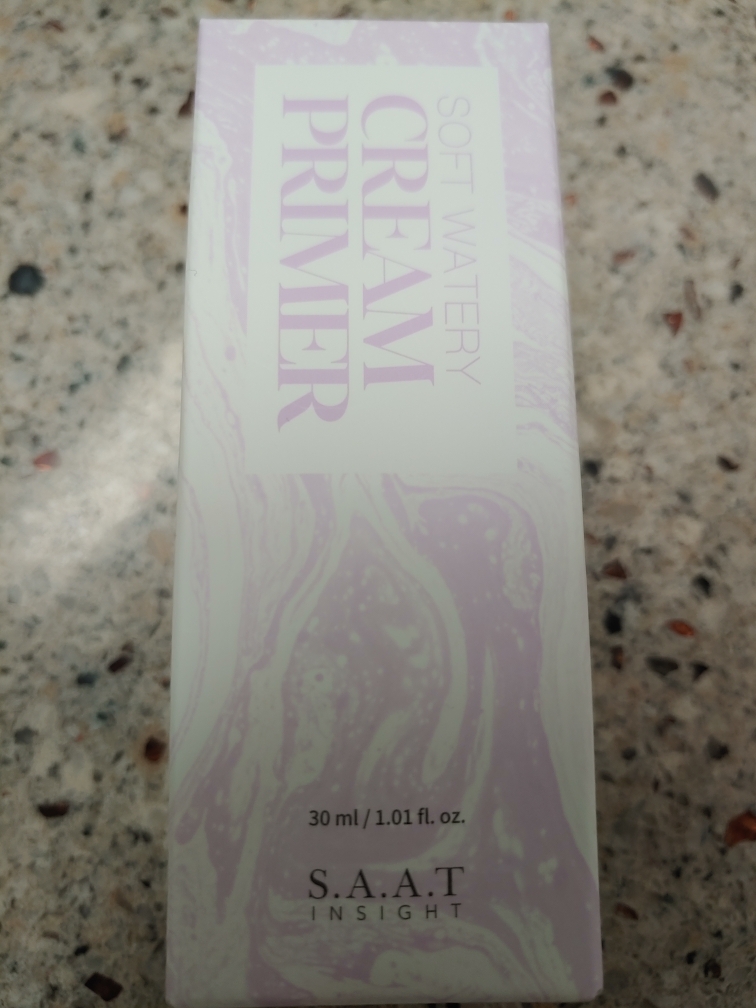 SOFT WATERY
CREAM
PRIMER
30 ml / 1.01 fl. oz.
S.A.A.T
INSIGHT